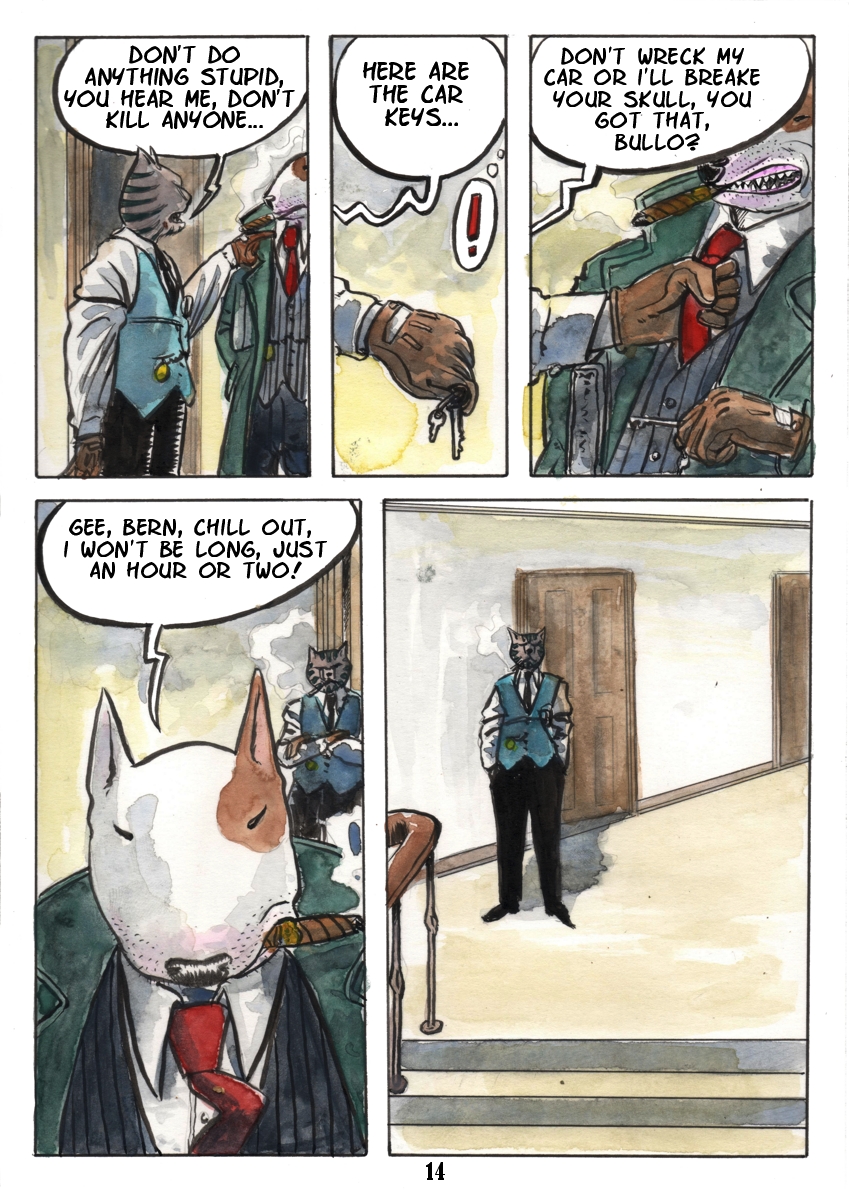 DON'T DO
ANYTHING STUPID,
YOU HEAR ME, DON'T
KILL ANYONE...
HERE ARE
THE CAR
KEYS...
!
DON'T WRECK MY
CAR OR I'LL BREAKE
YOUR SKULL, YOU
GOT THAT,
BULLO?
GEE, BERN, CHILL OUT,
I WON'T BE LONG, JUST
AN HOUR OR TWO!
14